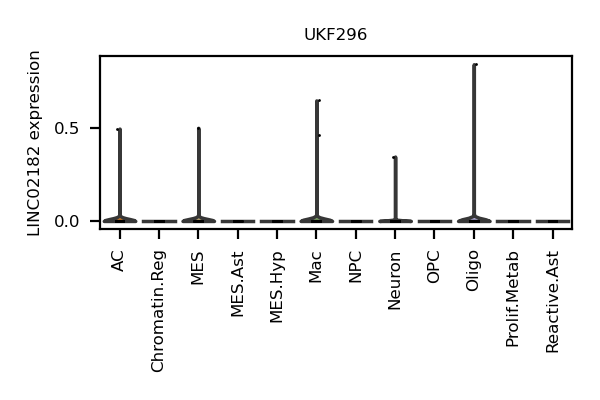 UKF296
LINC02182 expression
0.5
0.0
AC
Chromatin.Reg
MES
MES.Ast
MES.Hyp
Mac
NPC
Neuron
OPC
Oligo
Prolif.Metab
Reactive.Ast